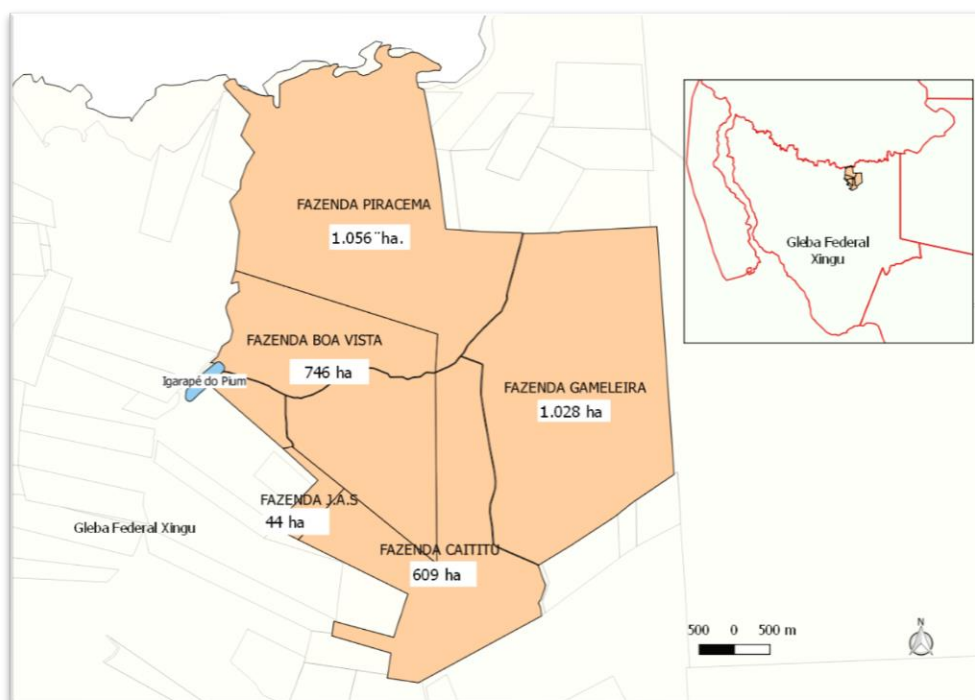 FAZENDA PIRACEMA
1.056¨ha.
Gleba Federal
Xingu
FAZENDA BOA VISTA
746 ha
Igarapé do Pium
FAZENDA GAMELEIRA
1.028 ha
FAZENDA J.A.S
44 ha
Gleba Federal Xingu
FAZENDA CAITITU
609 ha
500 0 500 m
N